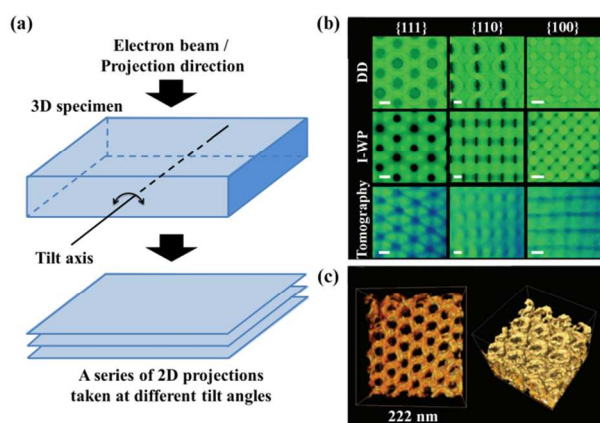 (a)
Electron beam /
Projection direction
3D specimen
Tilt axis
A series of 2D projections
taken at different tilt angles
(b)
{111} {110} {100}
DD
I-WP
Tomography
(c)
222 nm